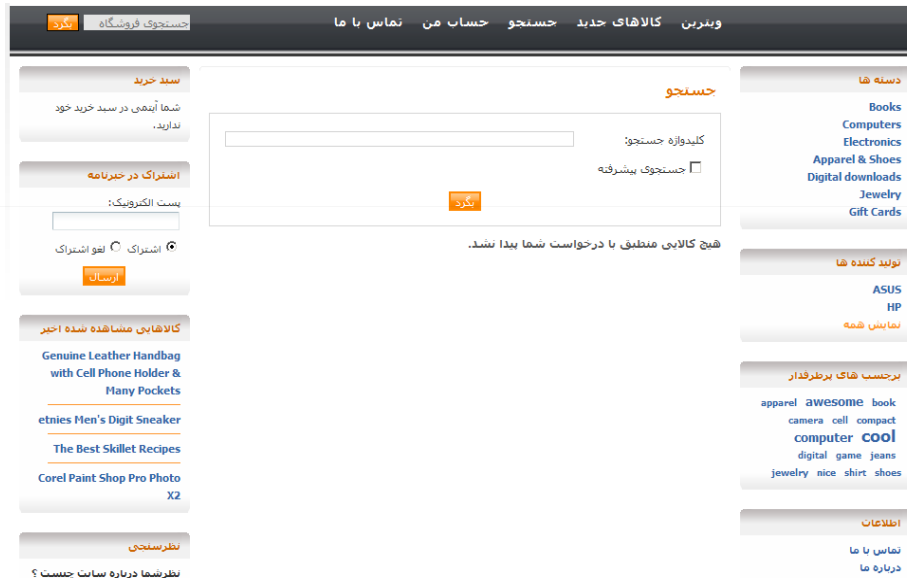 ویترین کالاهای جدید جستجو حساب من تماس با ما
جستجوی فروشگاه بگرد
دسته ها
Books
Computers
Electronics
Apparel & Shoes
Digital downloads
Jewelry
Gift Cards
تولید کننده ها
ASUS
HP
نمایش همه
برچسب های پرطرفدار
apparel awesome book
camera cell compact
computer cool
digital game jeans
jewelry nice shirt shoes
اطلاعات
تماس با ما
درباره ما
جستجو
کلیدواژه جستجو:
جستجوی پیشرفته
بگرد
هیچ کالایی منطبق با درخواست شما پیدا نشد.
سبد خرید
شما آیتمی در سبد خرید خود
ندارید.
اشتراک در خبرنامه
پست الکترونیک:
اشتراک لغو اشتراک
ارسال
کالاهایی مشاهده شده اخیر
Genuine Leather Handbag
with Cell Phone Holder &
Many Pockets
etnies Men's Digit Sneaker
The Best Skillet Recipes
Corel Paint Shop Pro Photo
X2
نظرسنجی
نظرشما درباره سایت چیست ؟